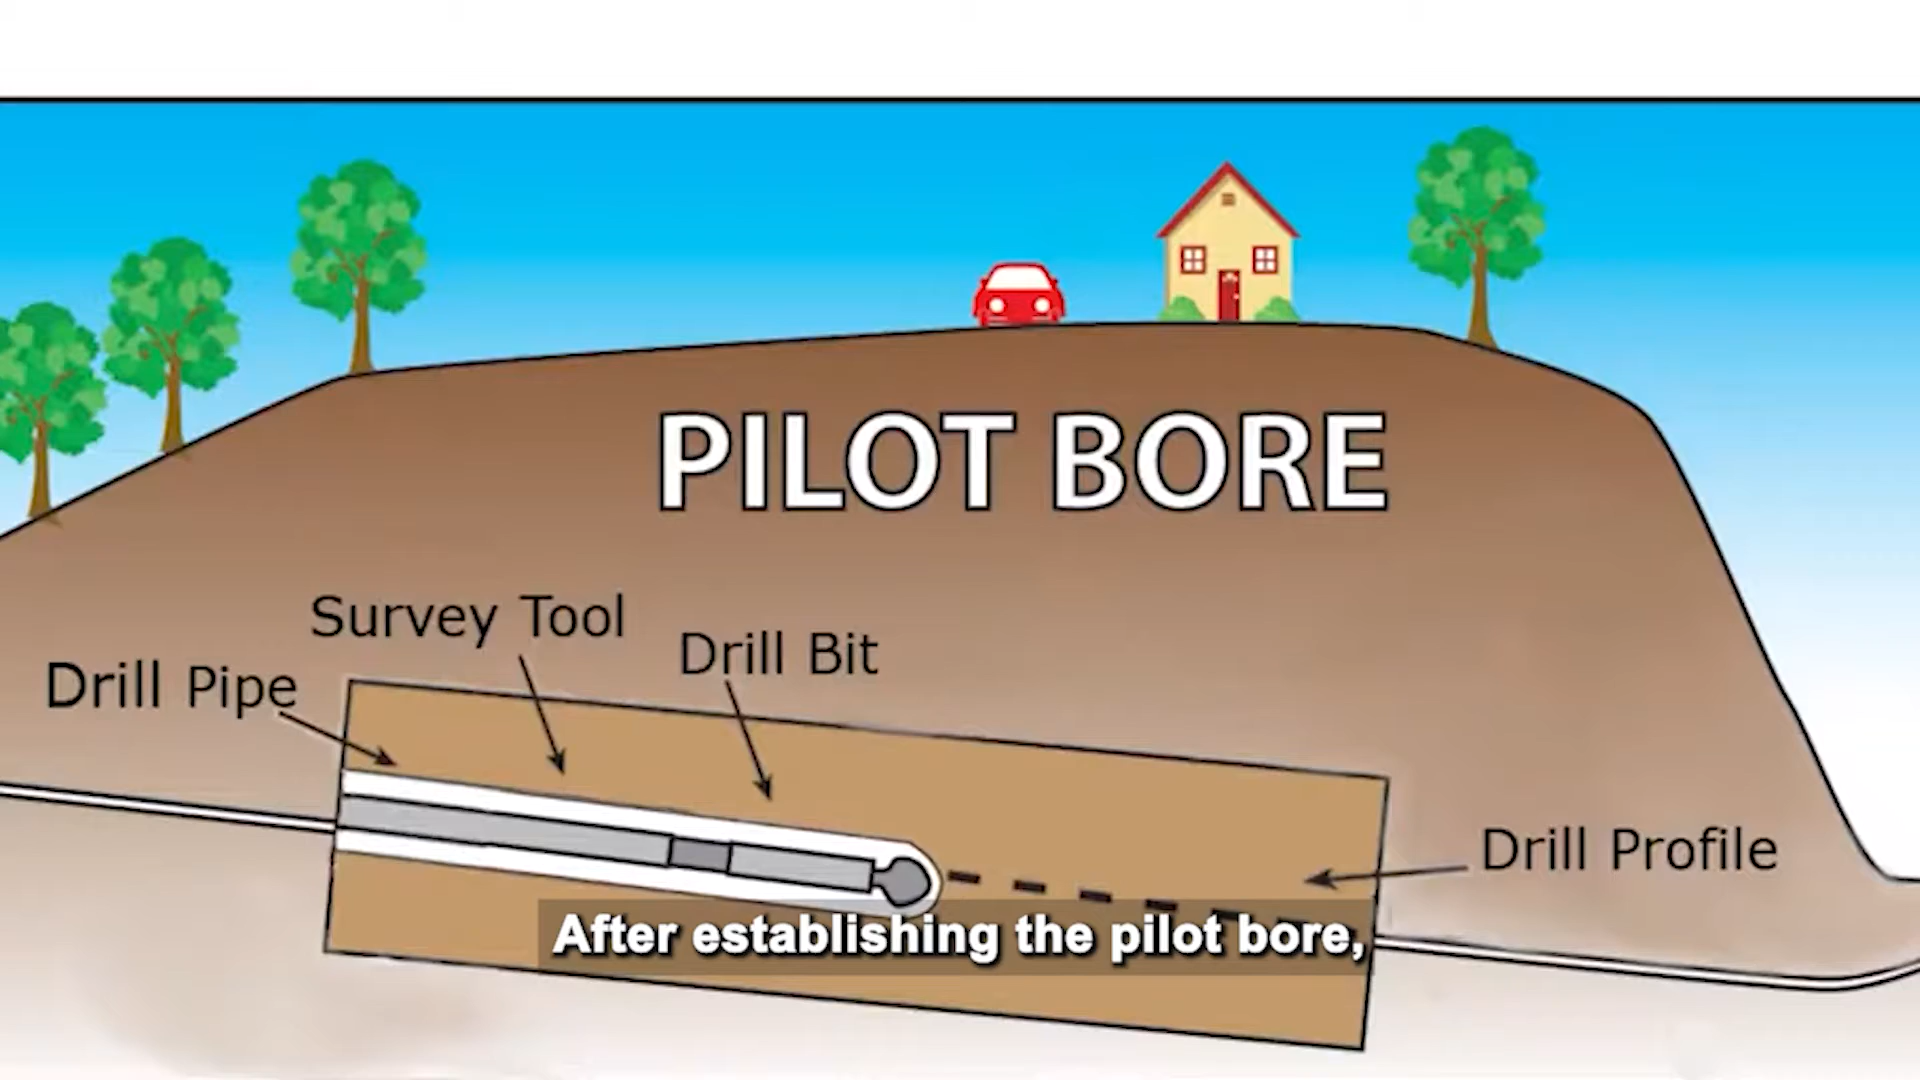 PILOT BORE
Survey Tool
Drill Bit
Drill Pipe
Drill Profile
After establishing the pilot bore,